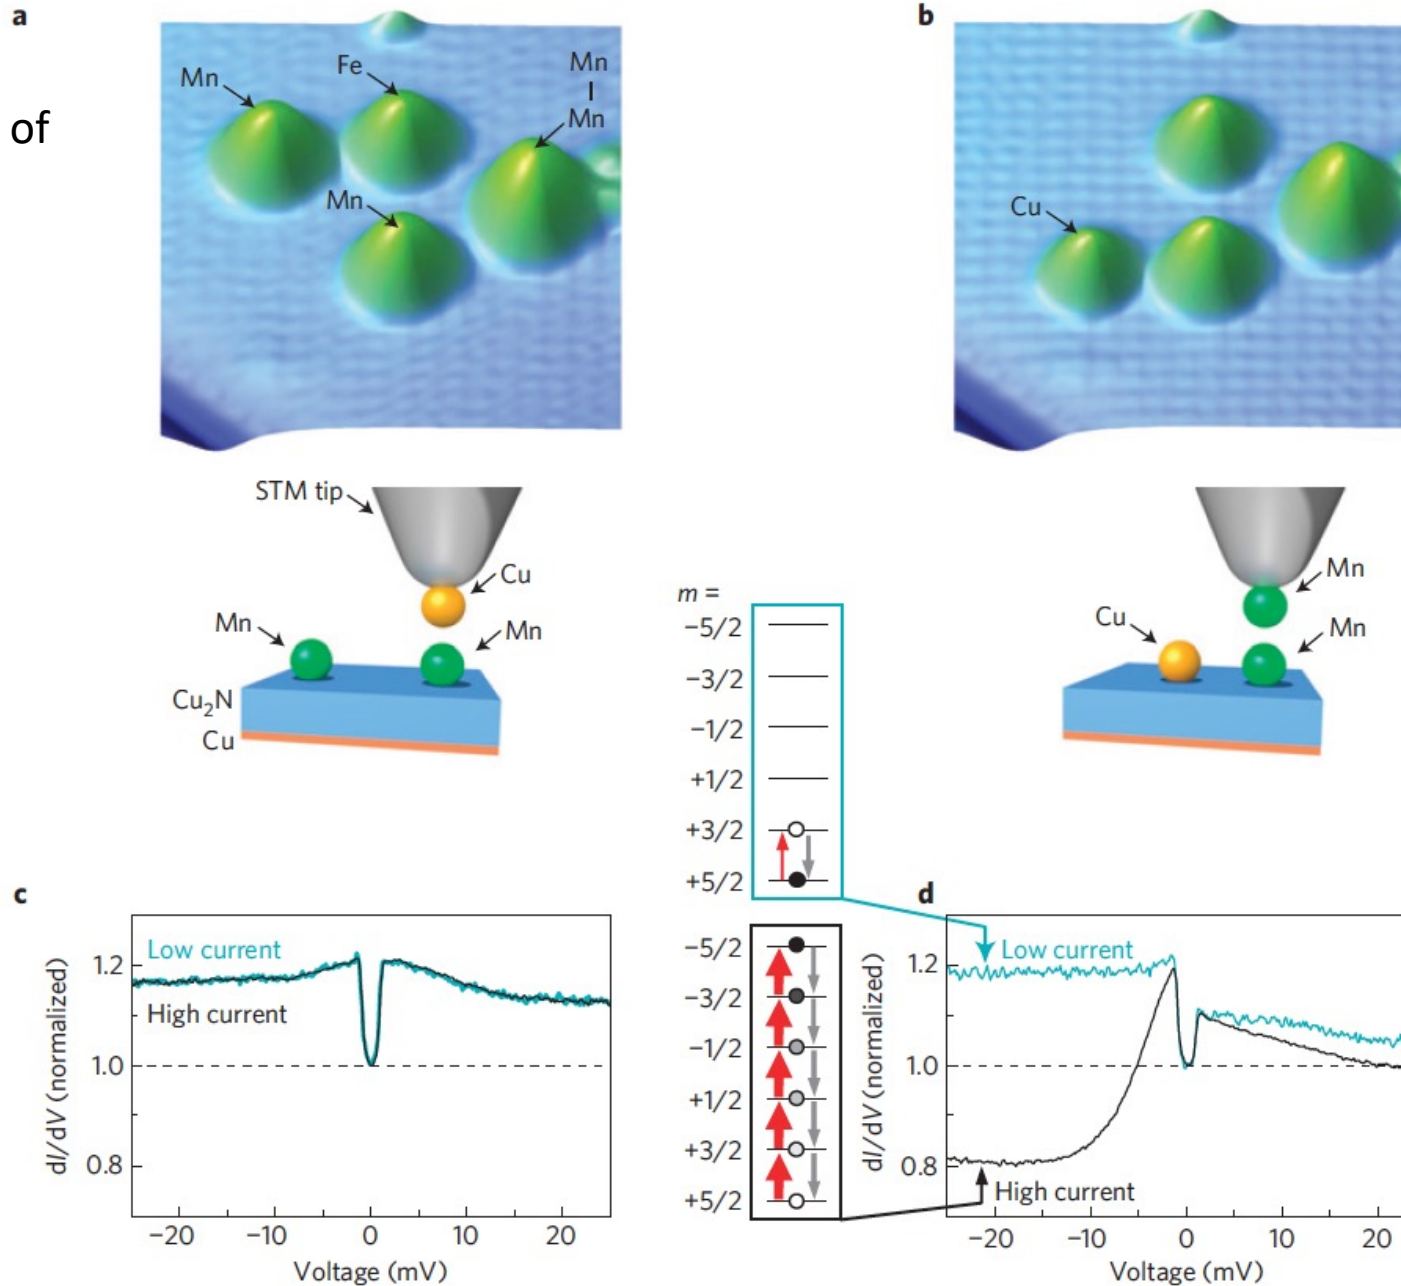 a
b
of
Mn
Fe
Mn
Mn
Mn
Cu
STM tip
Cu
Mn
Mn
Cu₂N
Cu
Mn
Cu
Mn
m =
−5/2
−3/2
−1/2
+1/2
+3/2
+5/2
−5/2
−3/2
−1/2
+1/2
+3/2
+5/2
c
dI/dV (normalized)
1.2
1.0
0.8
Low current
High current
−20 −10 0 10 20
Voltage (mV)
d
dI/dV (normalized)
1.2
1.0
0.8
Low current
High current
−20 −10 0 10 20
Voltage (mV)